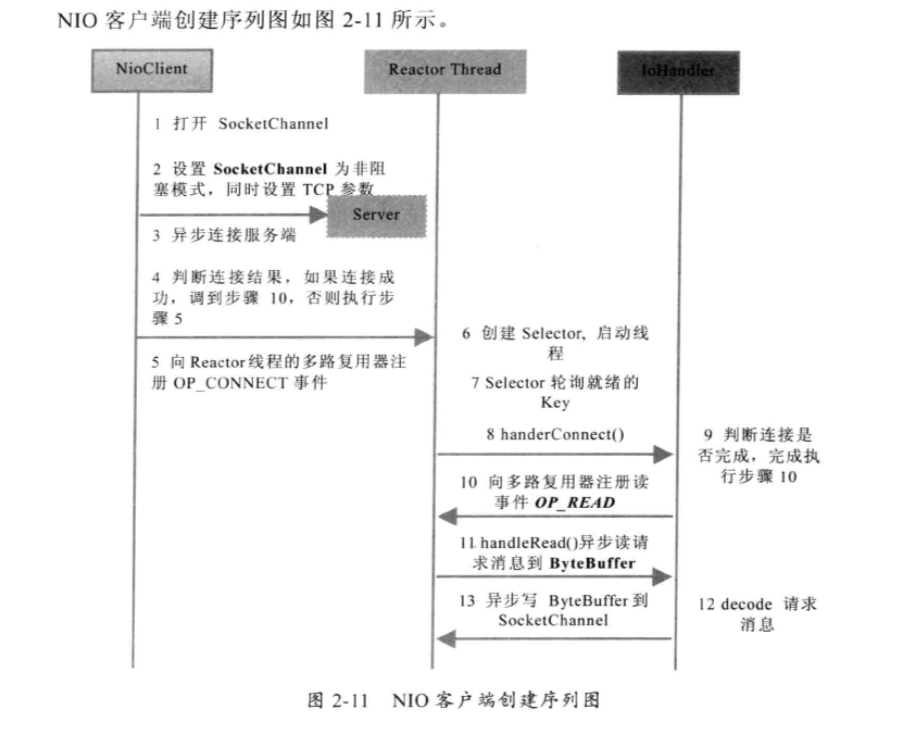 NIO 客户端创建序列图如图 2-11 所示。
NioClient
Reactor Thread
IoHandler
1 打开 SocketChannel
2 设置 SocketChannel 为非阻
塞模式，同时设置 TCP 参数
Server
3 异步连接服务端
4 判断连接结果，如果连接成
功，调到步骤 10，否则执行步
骤 5
5 向 Reactor 线程的多路复用器注
册 OP_CONNECT 事件
6 创建 Selector, 启动线
程
7 Selector 轮询就绪的
Key
8 handerConnect()
9 判断连接是
否完成，完成执
行步骤 10
10 向多路复用器注册读
事件 OP_READ
11 handleRead()异步读请
求消息到 ByteBuffer
12 decode 请求
消息
13 异步写 ByteBuffer 到
SocketChannel
图 2-11 NIO 客户端创建序列图